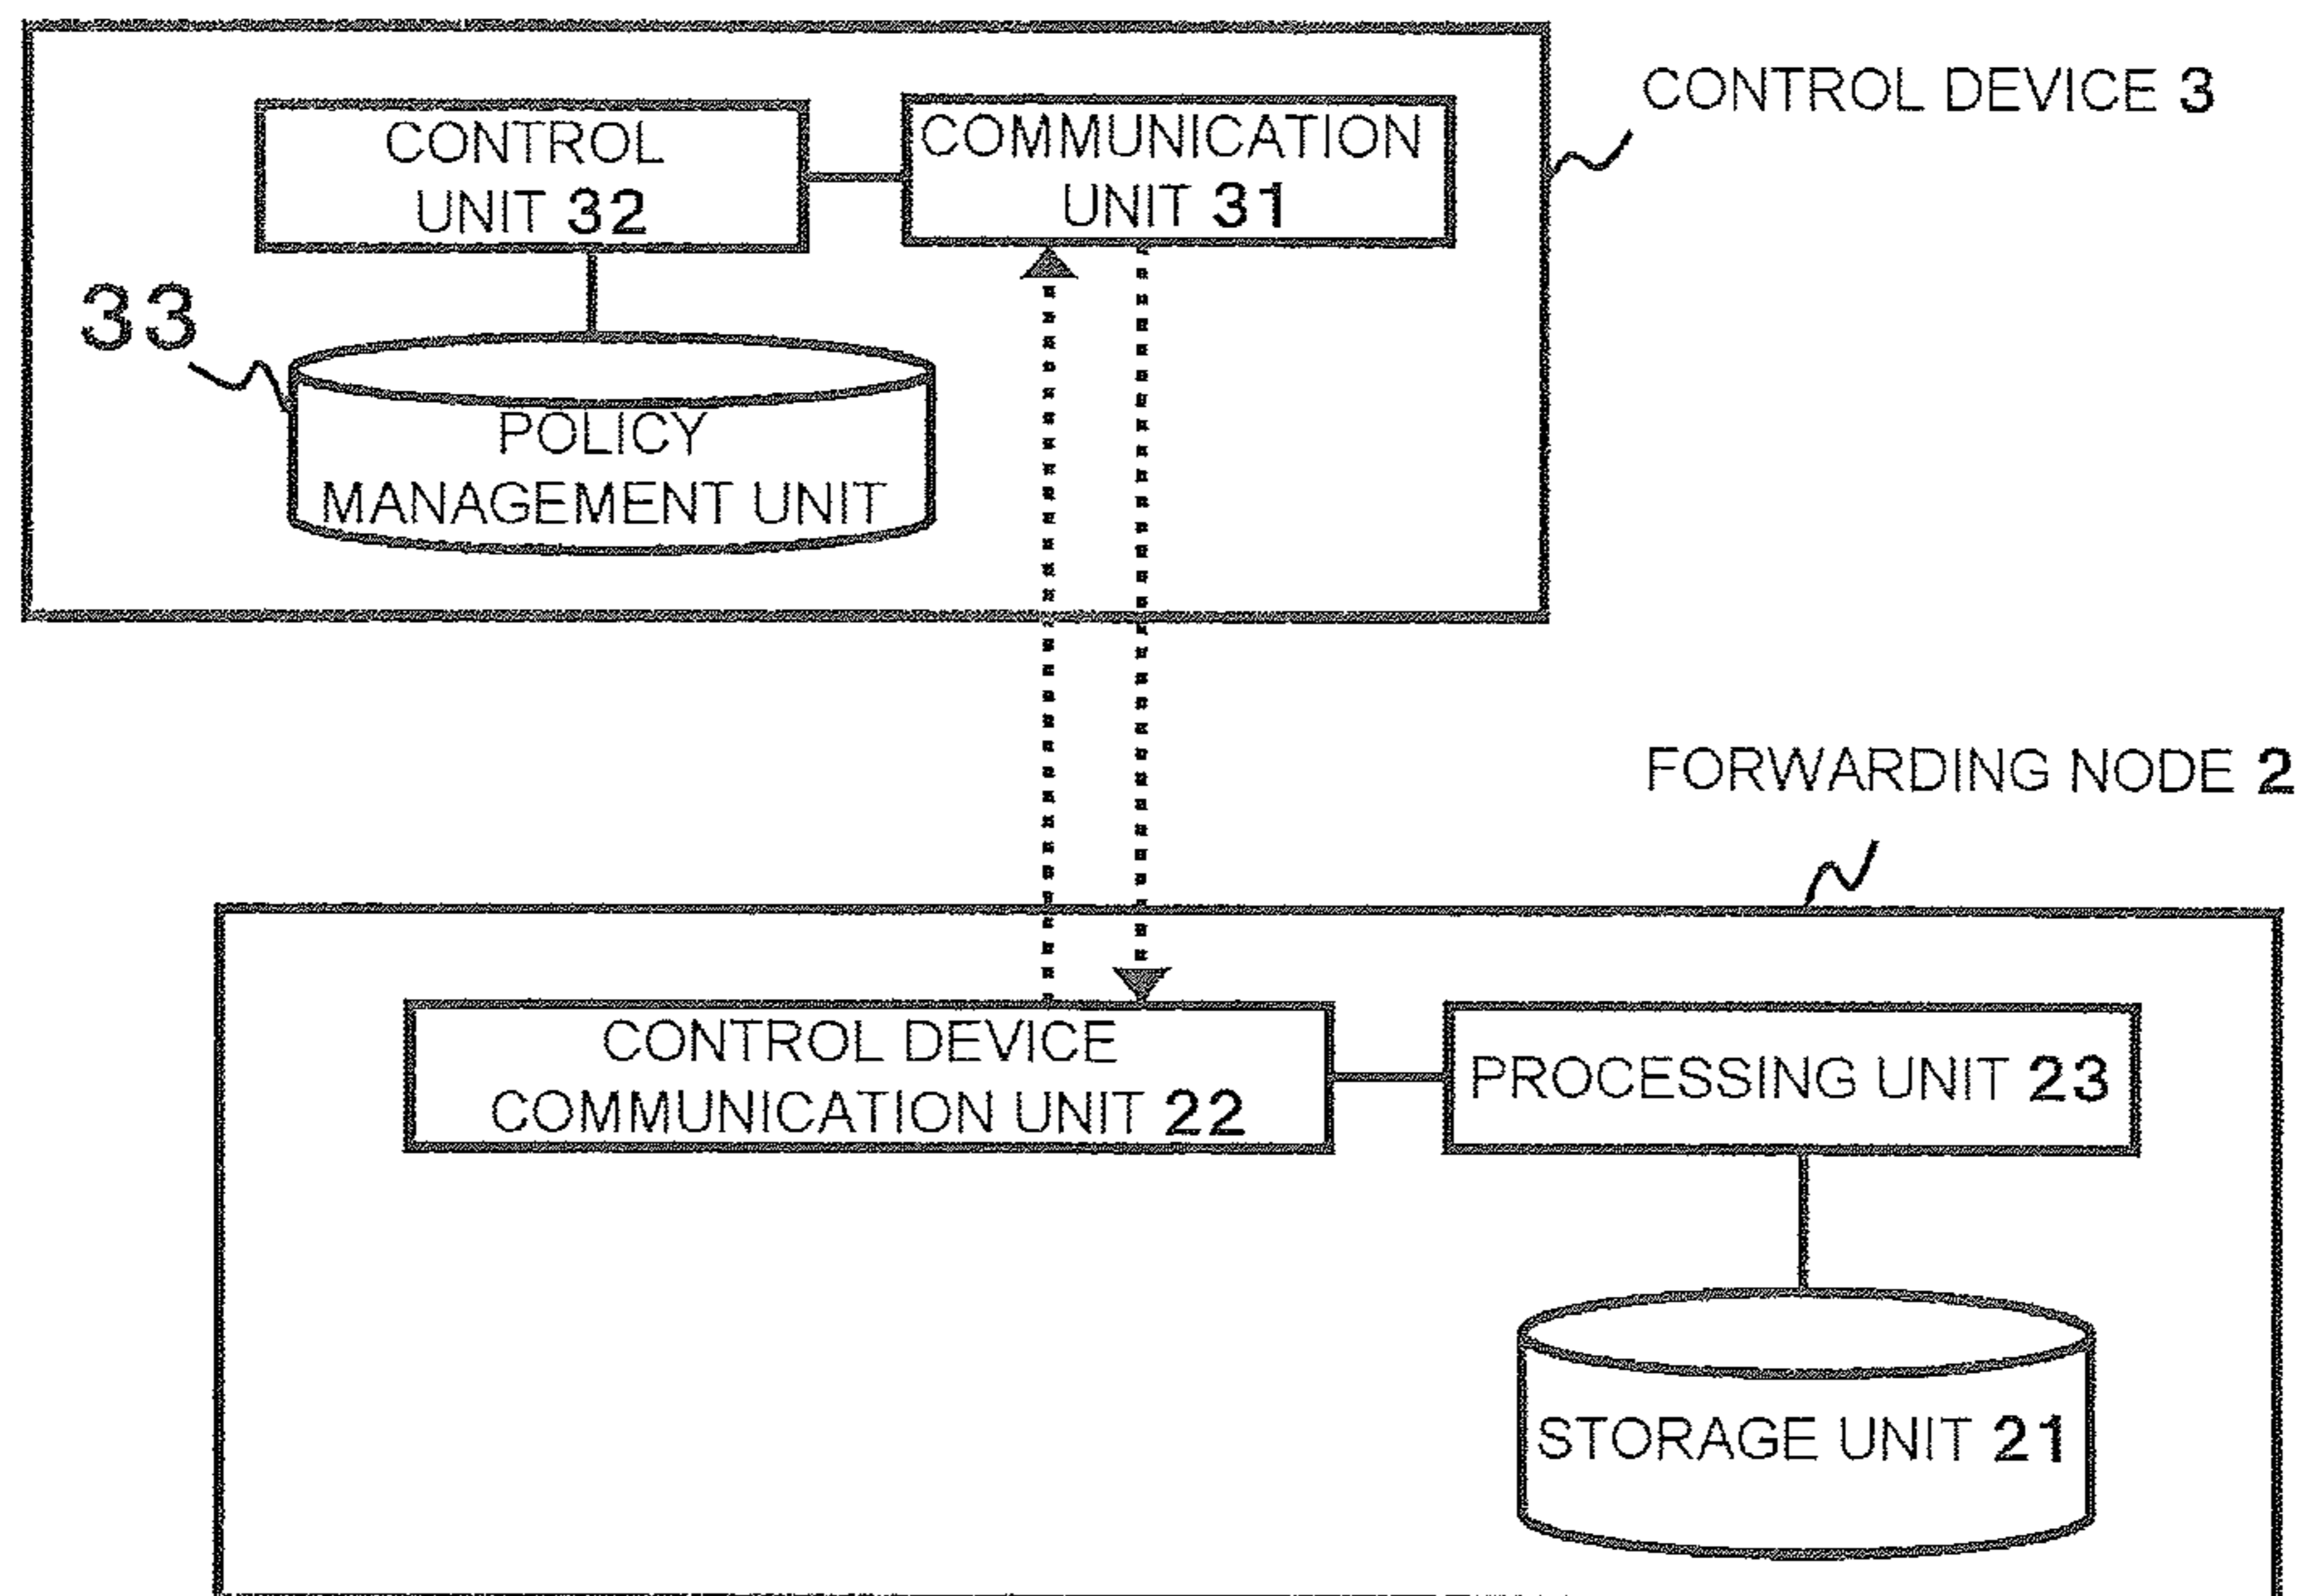 CONTROL DEVICE 3
CONTROL
UNIT 32
COMMUNICATION
UNIT 31
33
POLICY
MANAGEMENT UNIT
FORWARDING NODE 2
CONTROL DEVICE
COMMUNICATION UNIT 22
PROCESSING UNIT 23
STORAGE UNIT 21